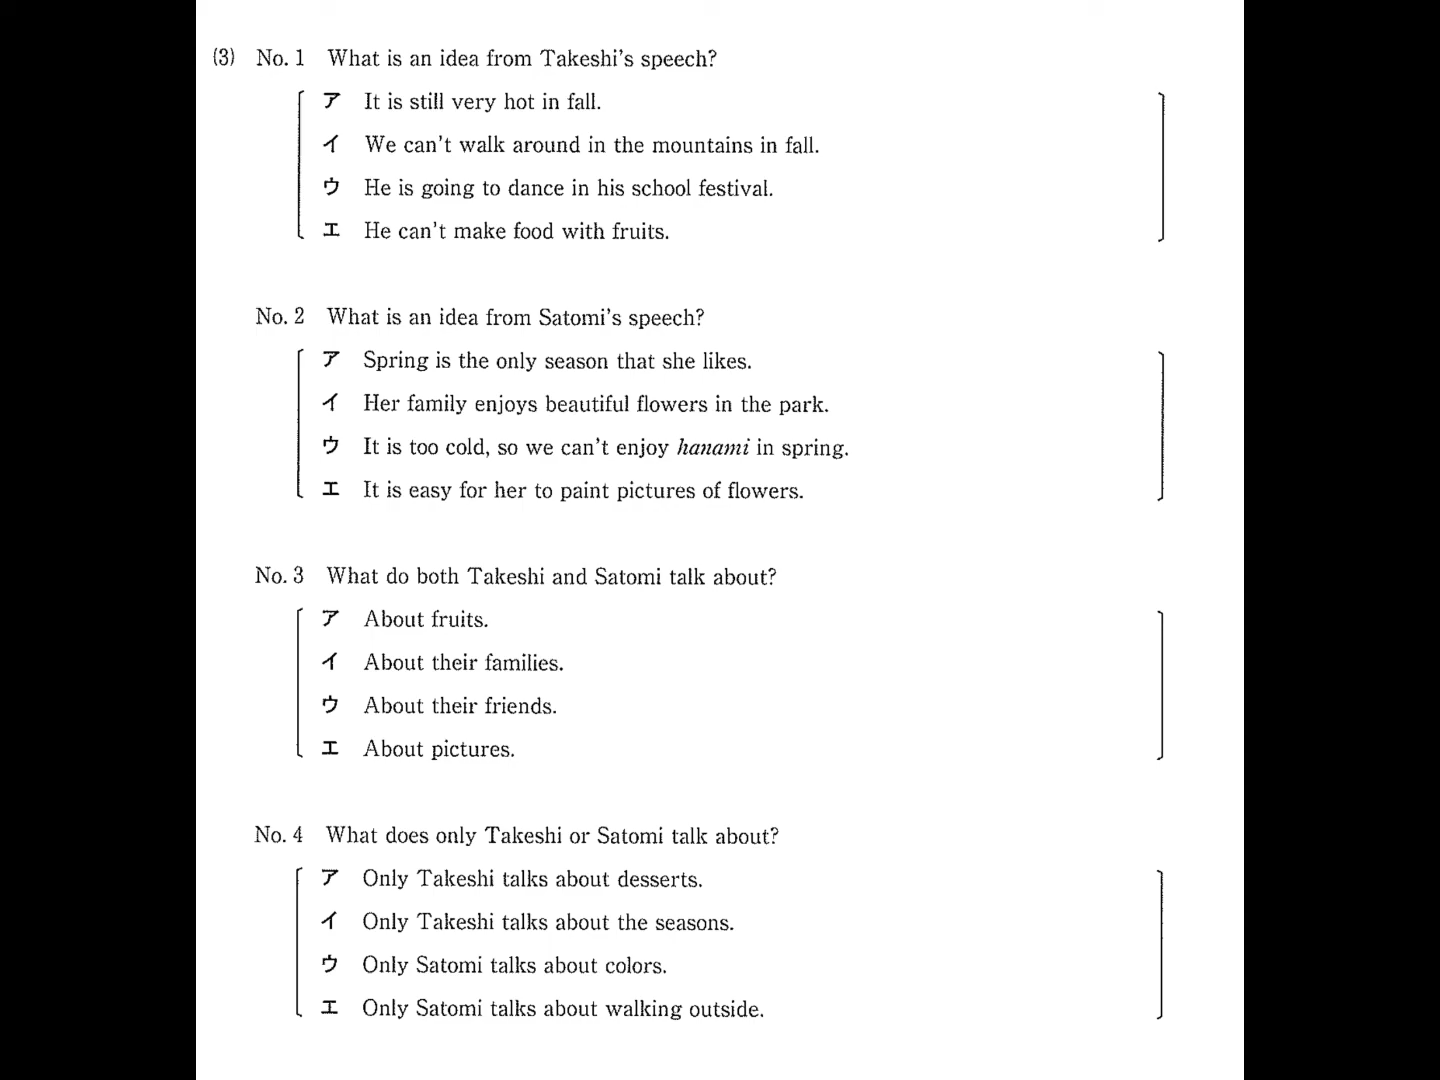 (3) No. 1 What is an idea from Takeshi's speech?
ア It is still very hot in fall.
イ We can't walk around in the mountains in fall.
ウ He is going to dance in his school festival.
エ He can't make food with fruits.
No. 2 What is an idea from Satomi's speech?
ア Spring is the only season that she likes.
イ Her family enjoys beautiful flowers in the park.
ウ It is too cold, so we can't enjoy hanami in spring.
エ It is easy for her to paint pictures of flowers.
No. 3 What do both Takeshi and Satomi talk about?
ア About fruits.
イ About their families.
ウ About their friends.
エ About pictures.
No. 4 What does only Takeshi or Satomi talk about?
ア Only Takeshi talks about desserts.
イ Only Takeshi talks about the seasons.
ウ Only Satomi talks about colors.
エ Only Satomi talks about walking outside.